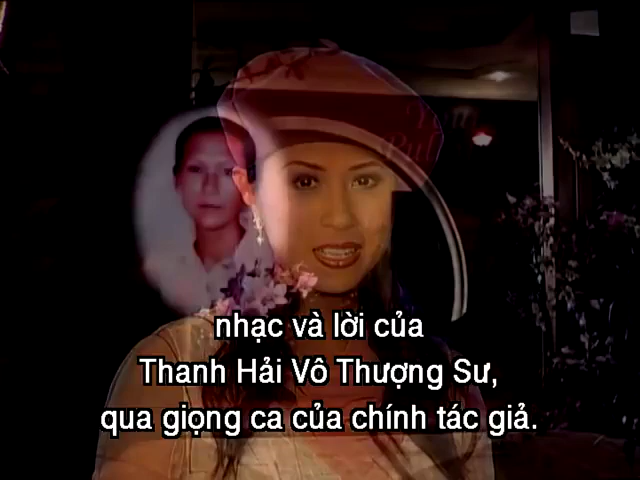 nhạc và lời của
Thanh Hải Vô Thượng Sư,
qua giọng ca của chính tác giả.